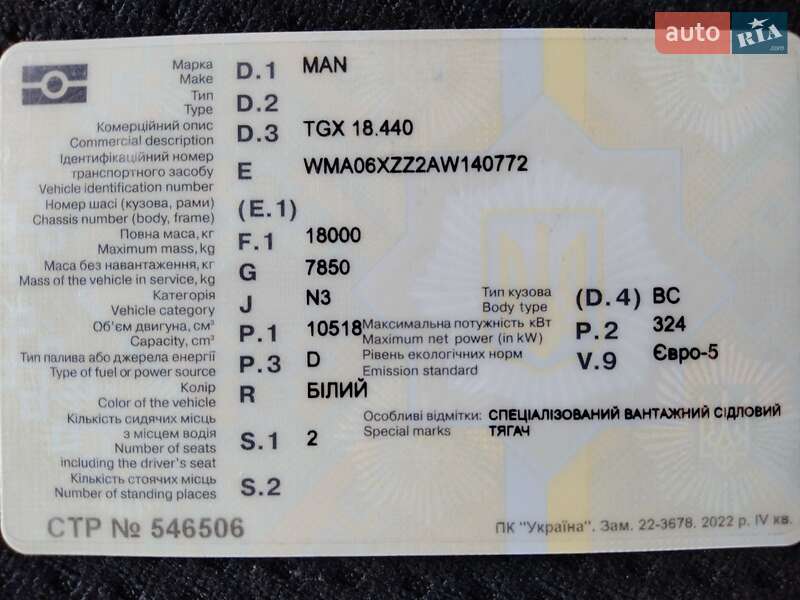 auto RIA.com
Марка D.1 MAN
Make
Тип D.2
Type
Комерційний опис D.3 TGX 18.440
Commercial description
Ідентифікаційний номер
транспортного засобу E WMA06XZZ2AW140772
Vehicle identification number
Номер шасі (кузова, рами) (E.1)
Chassis number (body, frame)
Повна маса, кг F.1 18000
Maximum mass, kg
Маса без навантаження, кг G 7850
Mass of the vehicle in service, kg
Категорія J N3 Тип кузова (D.4) BC
Vehicle category Body type
Об'єм двигуна, см³ P.1 10518 Максимальна потужність кВт P.2 324
Capacity, cm³ Maximum net power (in kW)
Тип палива або джерела енергії P.3 D Рівень екологічних норм V.9 Євро-5
Type of fuel or power source Emission standard
Колір R БІЛИЙ
Color of the vehicle
Кількість сидячих місць Особливі відмітки: СПЕЦІАЛІЗОВАНИЙ ВАНТАЖНИЙ СІДЛОВИЙ
з місцем водія S.1 2 Special marks ТЯГАЧ
Number of seats
including the driver's seat
Кількість стоячих місць S.2
Number of standing places
СТР № 546506
ПК "Україна". Зам. 22-3678. 2022 р. IV кв.